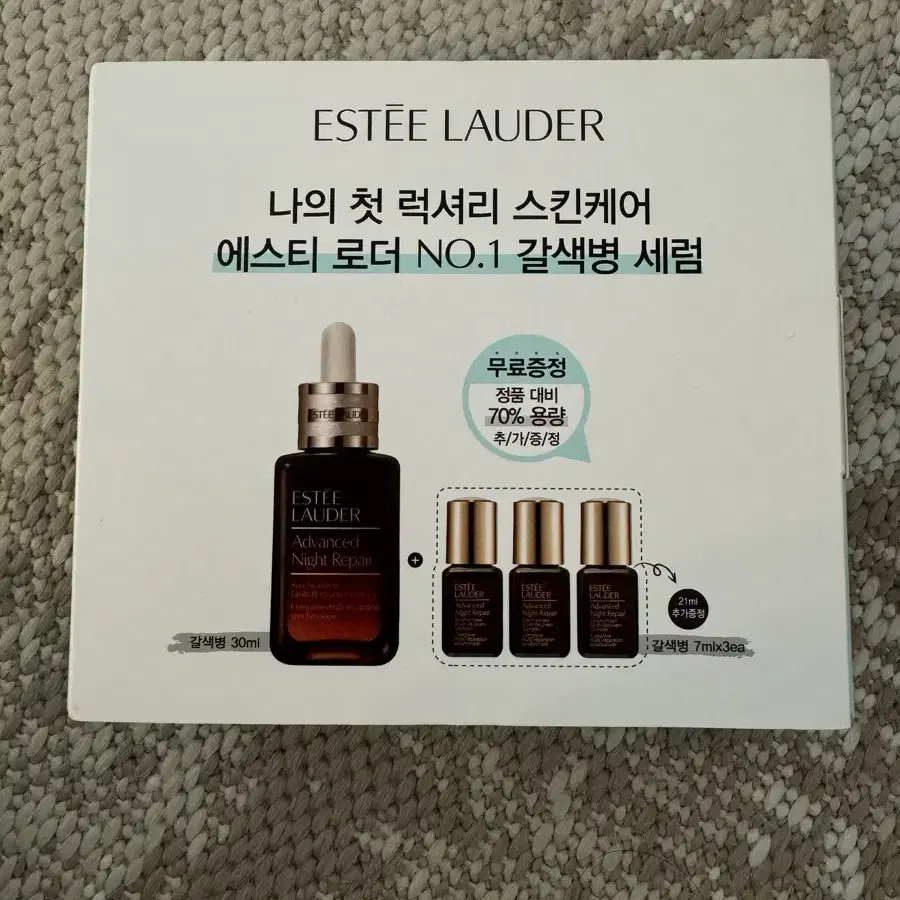 ESTĒE LAUDER
나의 첫 럭셔리 스킨케어
에스티 로더 NO.1 갈색병 세럼
무료증정
정품 대비
70% 용량
추/가/증/정
ESTĒE LAUDER
ESTĒE
LAUDER
Advanced
Night Repair
갈색병 30ml
+
ESTĒE
LAUDER
Advanced
Night Repair
ESTĒE
LAUDER
Advanced
Night Repair
ESTĒE
LAUDER
Advanced
Night Repair
21ml
추가증정
갈색병 7mlx3ea